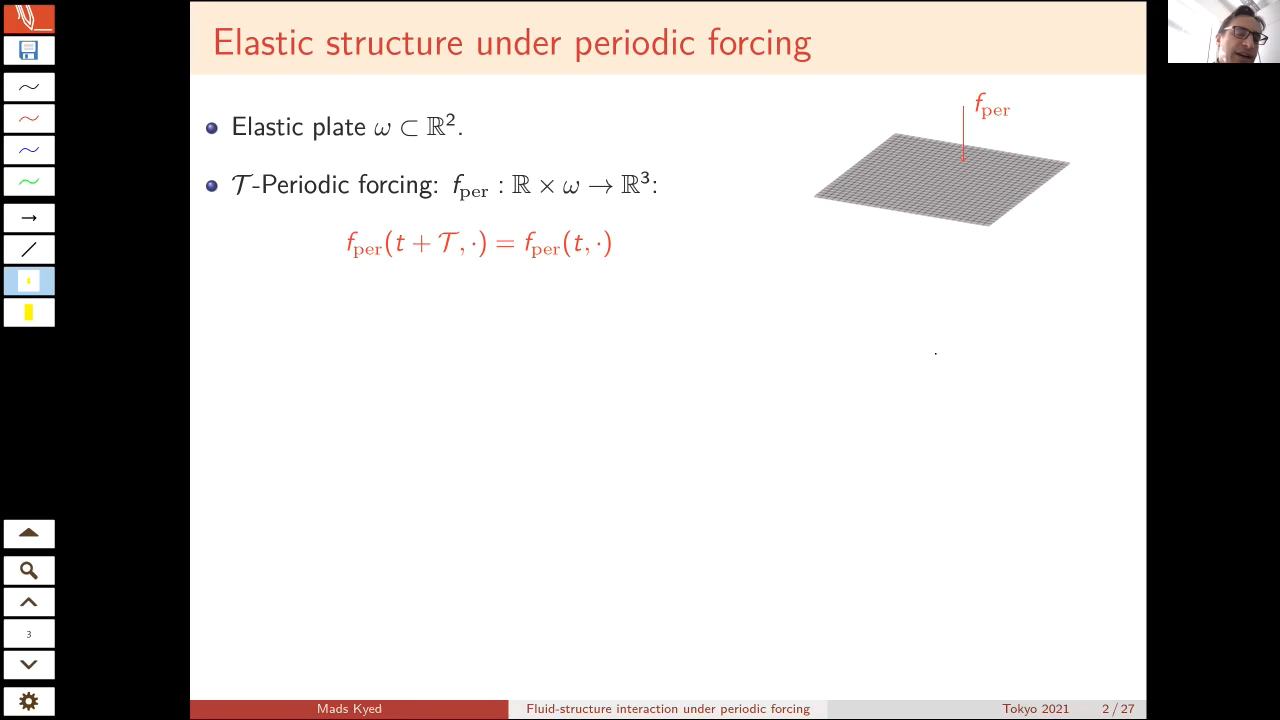 Elastic structure under periodic forcing
f_per
Elastic plate ω ⊂ ℝ².
𝒯-Periodic forcing: f_per : ℝ × ω → ℝ³:
f_per(t + 𝒯, ·) = f_per(t, ·)
3
Mads Kyed
Fluid-structure interaction under periodic forcing
Tokyo 2021
2 / 27